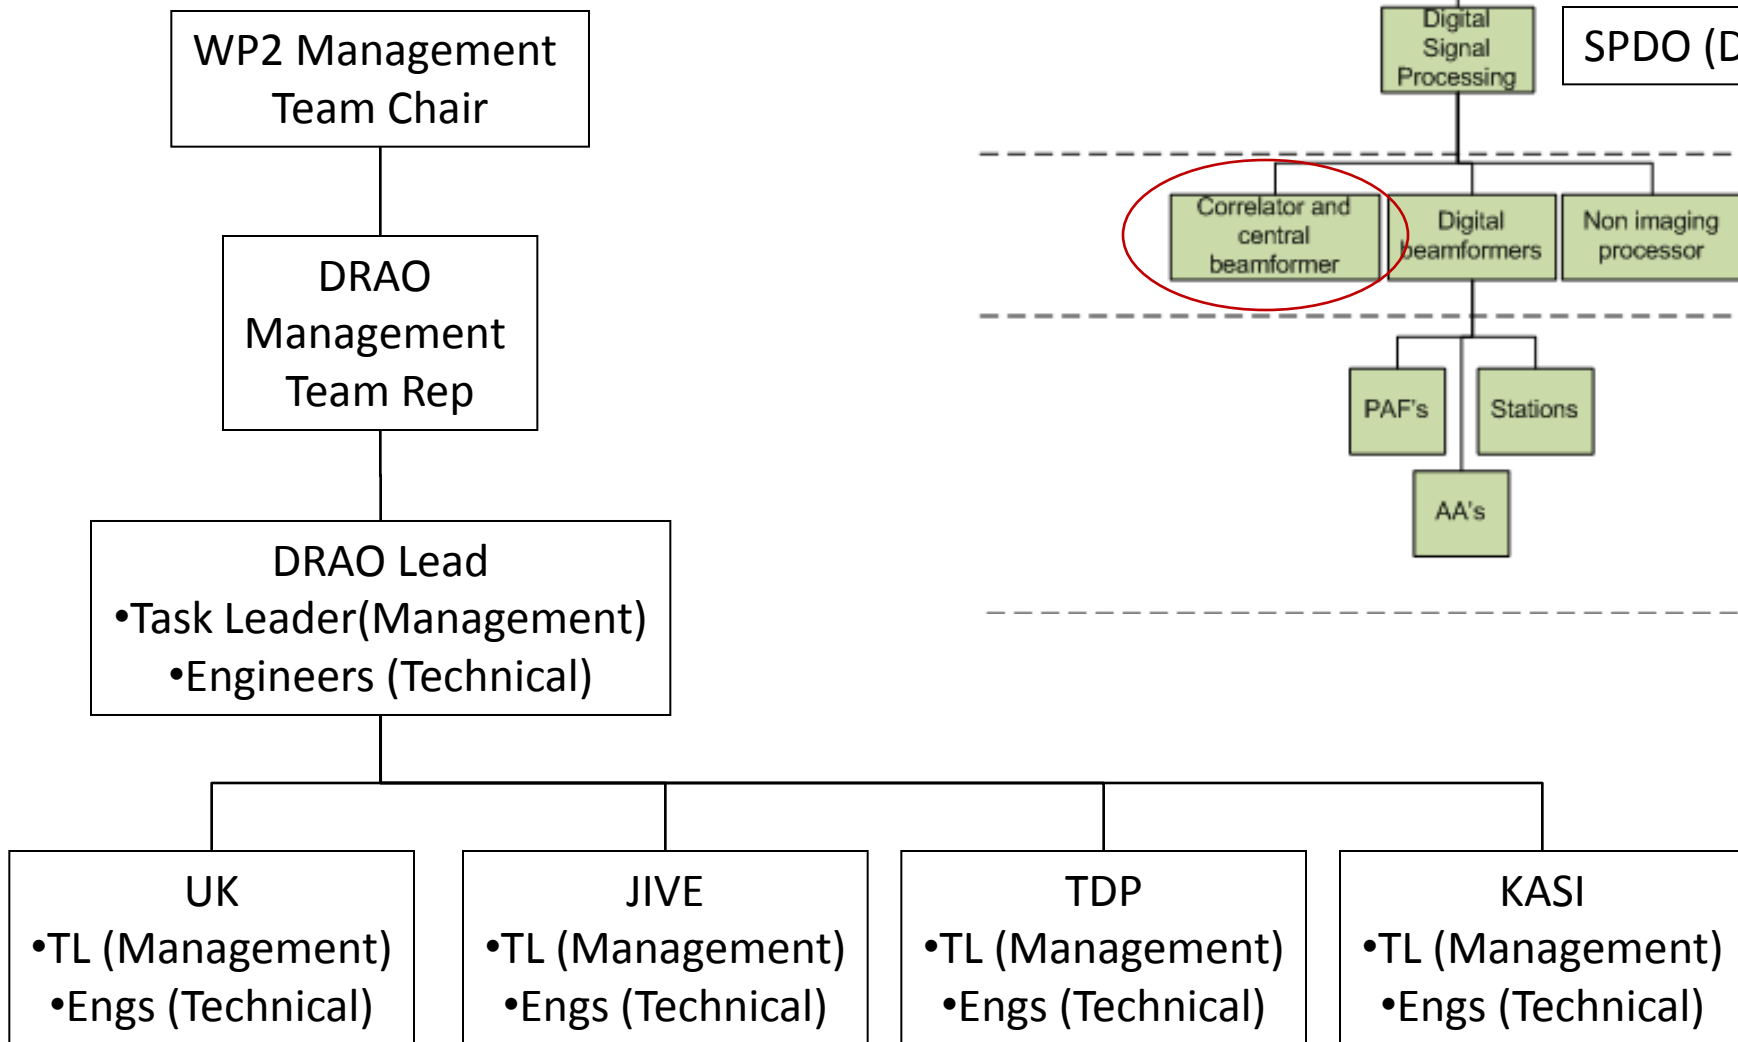 WP2 Management
Team Chair
DRAO
Management
Team Rep
DRAO Lead
•Task Leader(Management)
•Engineers (Technical)
UK
•TL (Management)
•Engs (Technical)
JIVE
•TL (Management)
•Engs (Technical)
TDP
•TL (Management)
•Engs (Technical)
KASI
•TL (Management)
•Engs (Technical)
Digital
Signal
Processing
SPDO (D
Correlator and
central
beamformer
Digital
beamformers
Non imaging
processor
PAF's
Stations
AA's